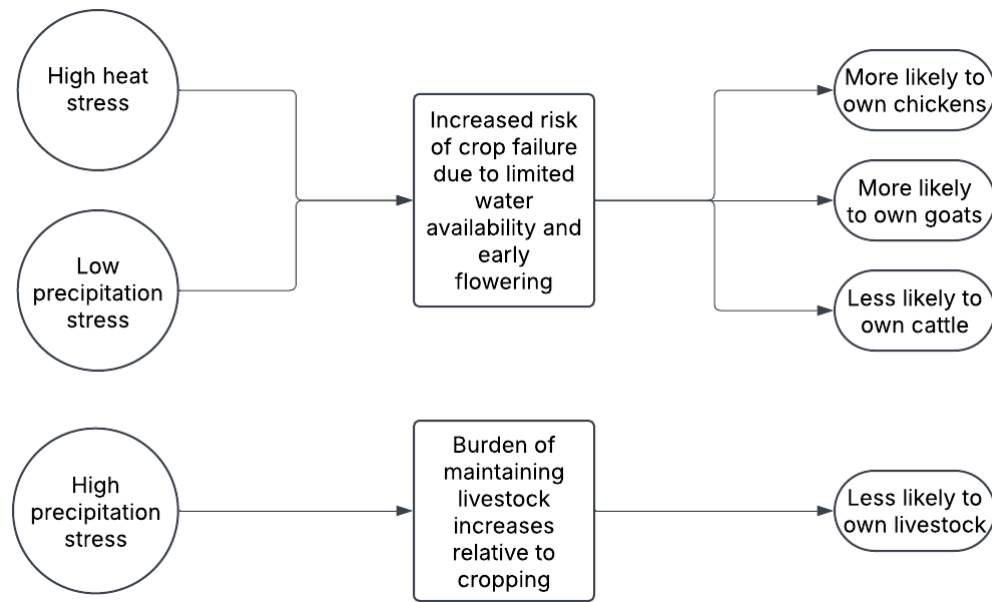 High heat
stress
Low
precipitation
stress
Increased risk
of crop failure
due to limited
water
availability and
early
flowering
More likely to
own chickens
More likely
to own goats
Less likely to
own cattle
High
precipitation
stress
Burden of
maintaining
livestock
increases
relative to
cropping
Less likely to
own livestock